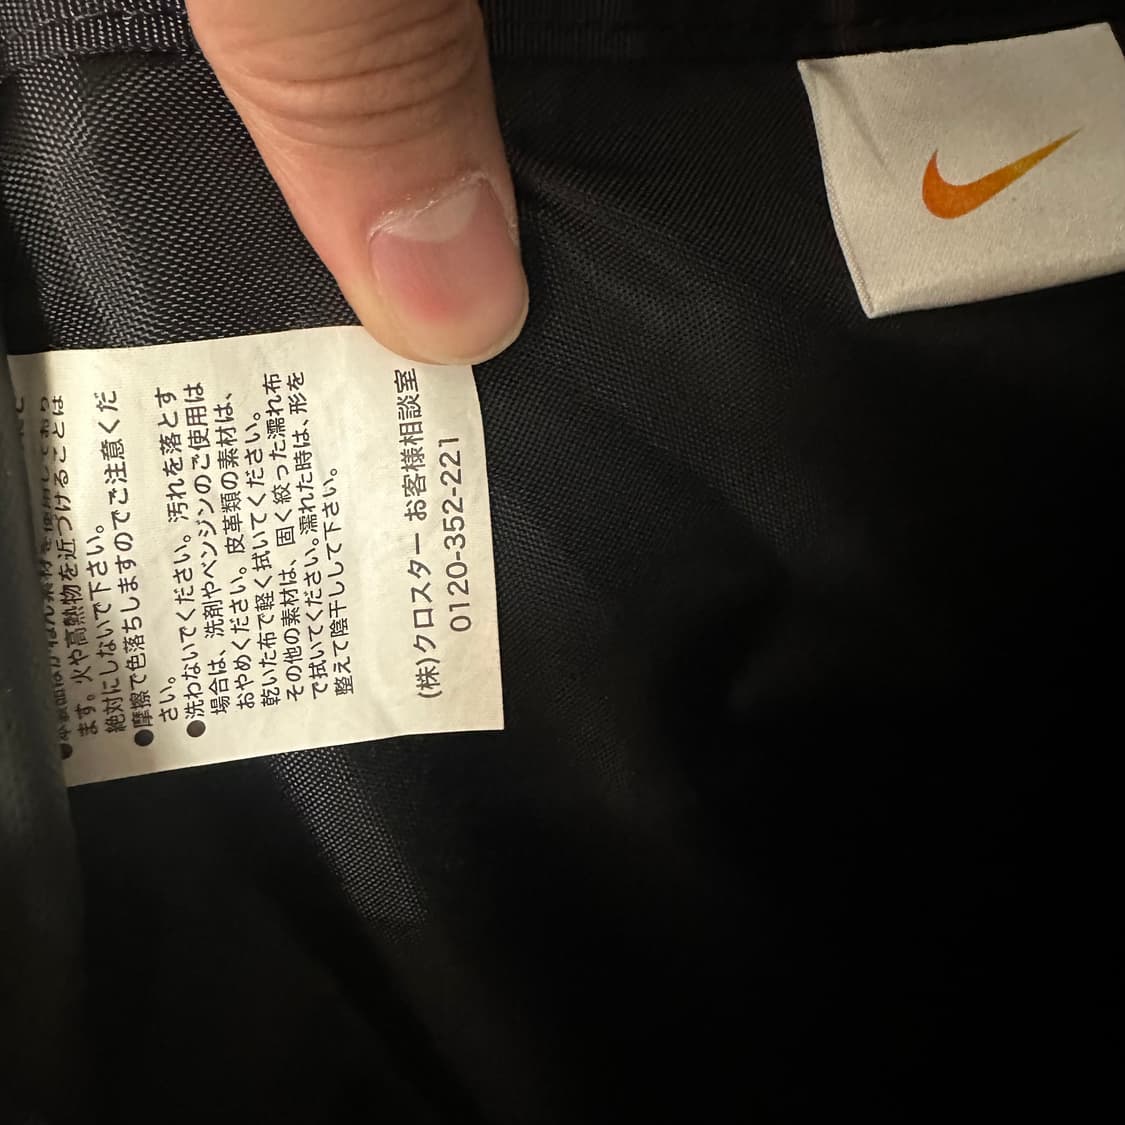 ます。火や高熱物を近づけることは
絶対にしないで下さい。
●摩擦で色落ちしますのでご注意くだ
さい。
●洗わないでください。汚れを落とす
場合は、洗剤やベンジンのご使用は
おやめください。皮革類の素材は、
乾いた布で軽く拭いてください。
その他の素材は、固く絞った濡れ布
で拭いてください。濡れた時は、形を
整えて陰干しして下さい。
(株)クロスター お客様相談室
0120-352-221